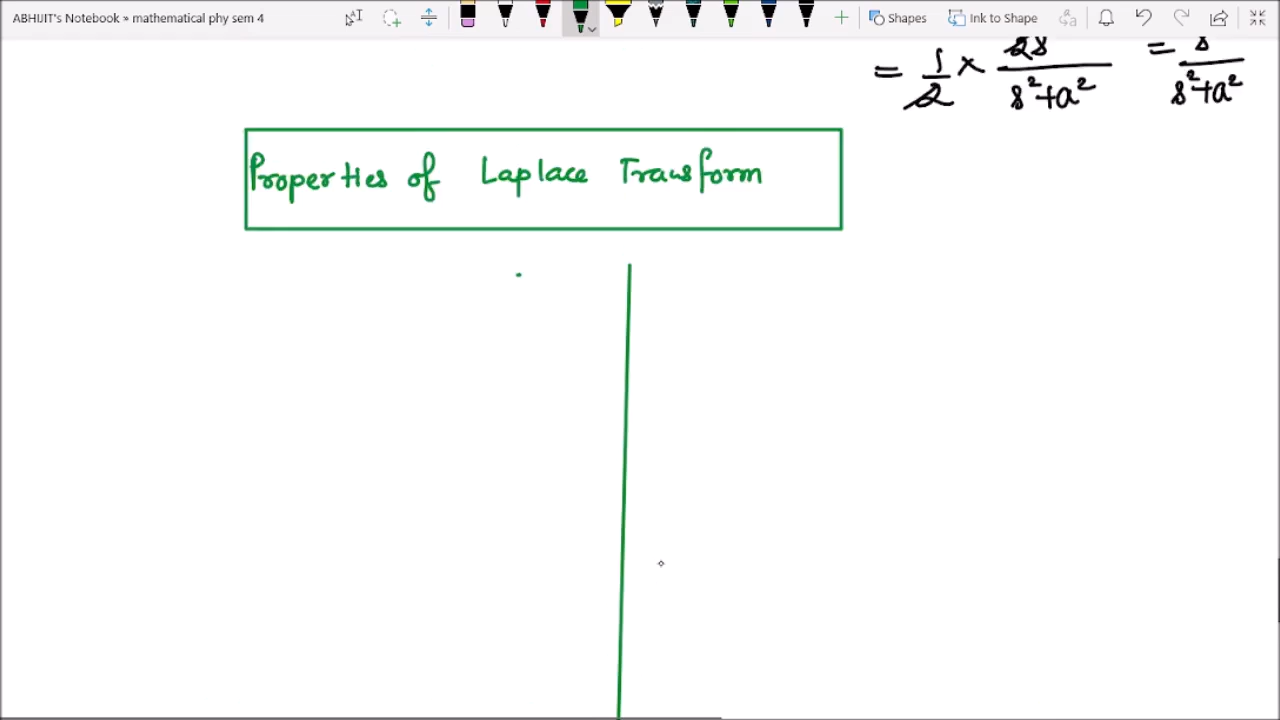 ABHIJIT's Notebook » mathematical phy sem 4
Shapes
Ink to Shape
= 1/2 × 2s/s²+a² = s/s²+a²
Properties of Laplace Transform